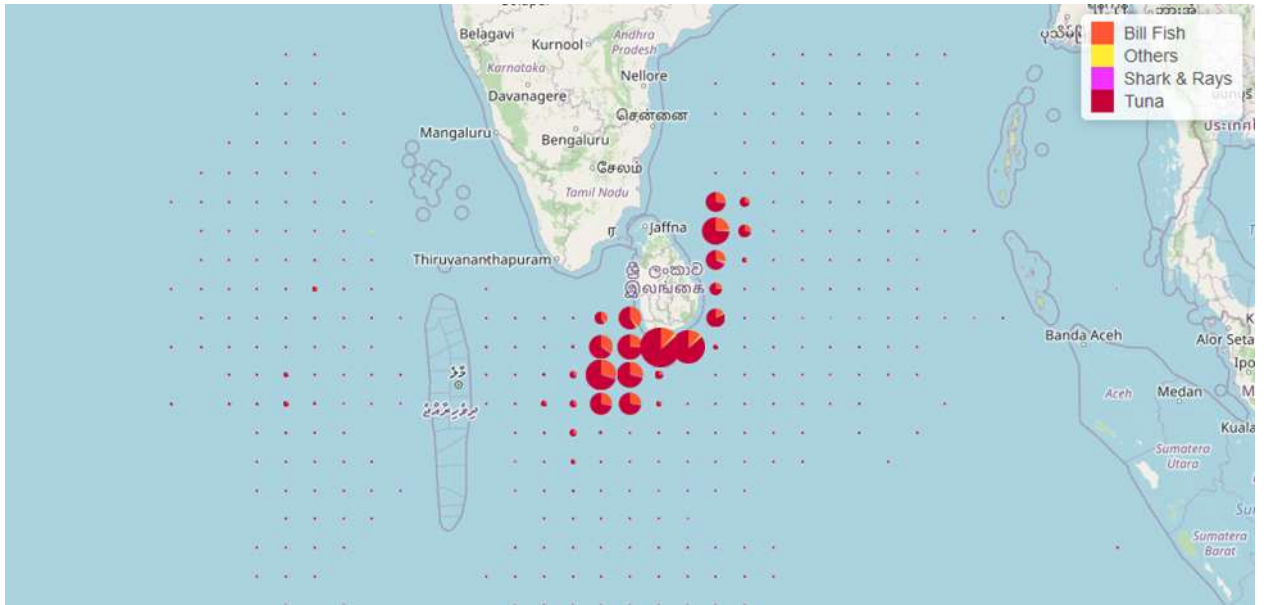 Belagavi
Kurnool
Andhra
Pradesh
Karnataka
Nellore
Davanagere
சென்னை
Mangaluru
Bengaluru
சேலம்
Tamil Nadu
Jaffna
Thiruvananthapuram
ශ්‍රී ලංකාව
இலங்கை
Bill Fish
Others
Shark & Rays
Tuna
Banda Aceh
Alor Seta
Ipo
Aceh
Medan
Kuala
Sumatera
Utara
Sumatera
Barat
މާލެ
ދިވެހިރާއްޖެ